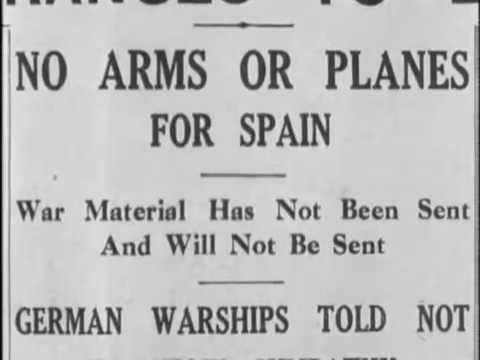 NO ARMS OR PLANES
FOR SPAIN
War Material Has Not Been Sent
And Will Not Be Sent
GERMAN WARSHIPS TOLD NOT